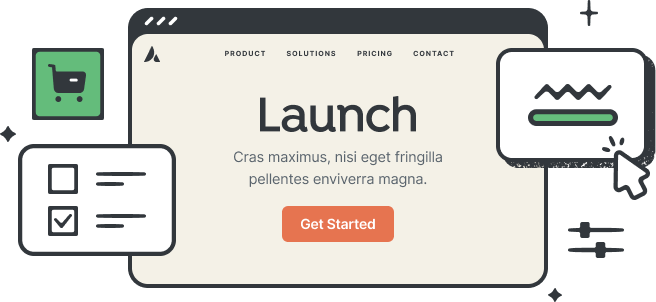 PRODUCT SOLUTIONS PRICING CONTACT
Launch
Cras maximus, nisi eget fringilla
pellentes enviverra magna.
Get Started